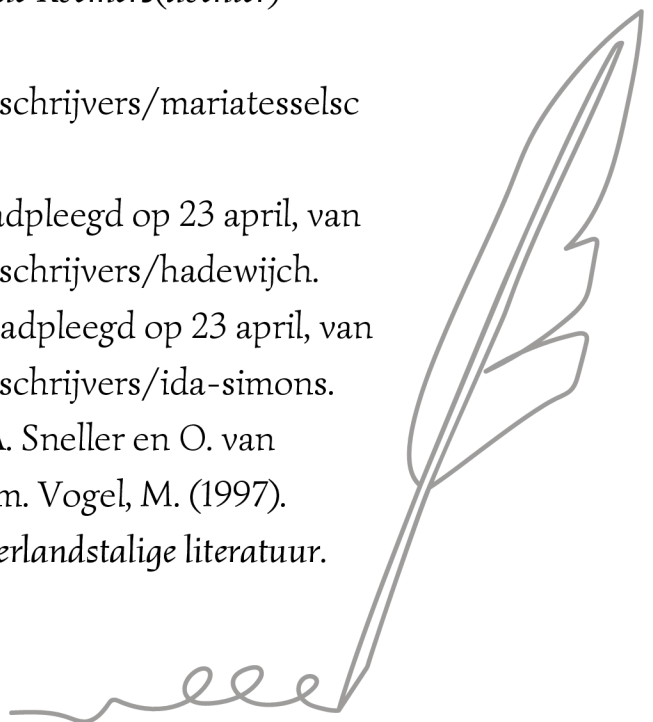 schrijvers/mariatesselsc
adpleegd op 23 april, van
schrijvers/hadewijch.
adpleegd op 23 april, van
schrijvers/ida-simons.
A. Sneller en O. van
m. Vogel, M. (1997).
erlandstalige literatuur.